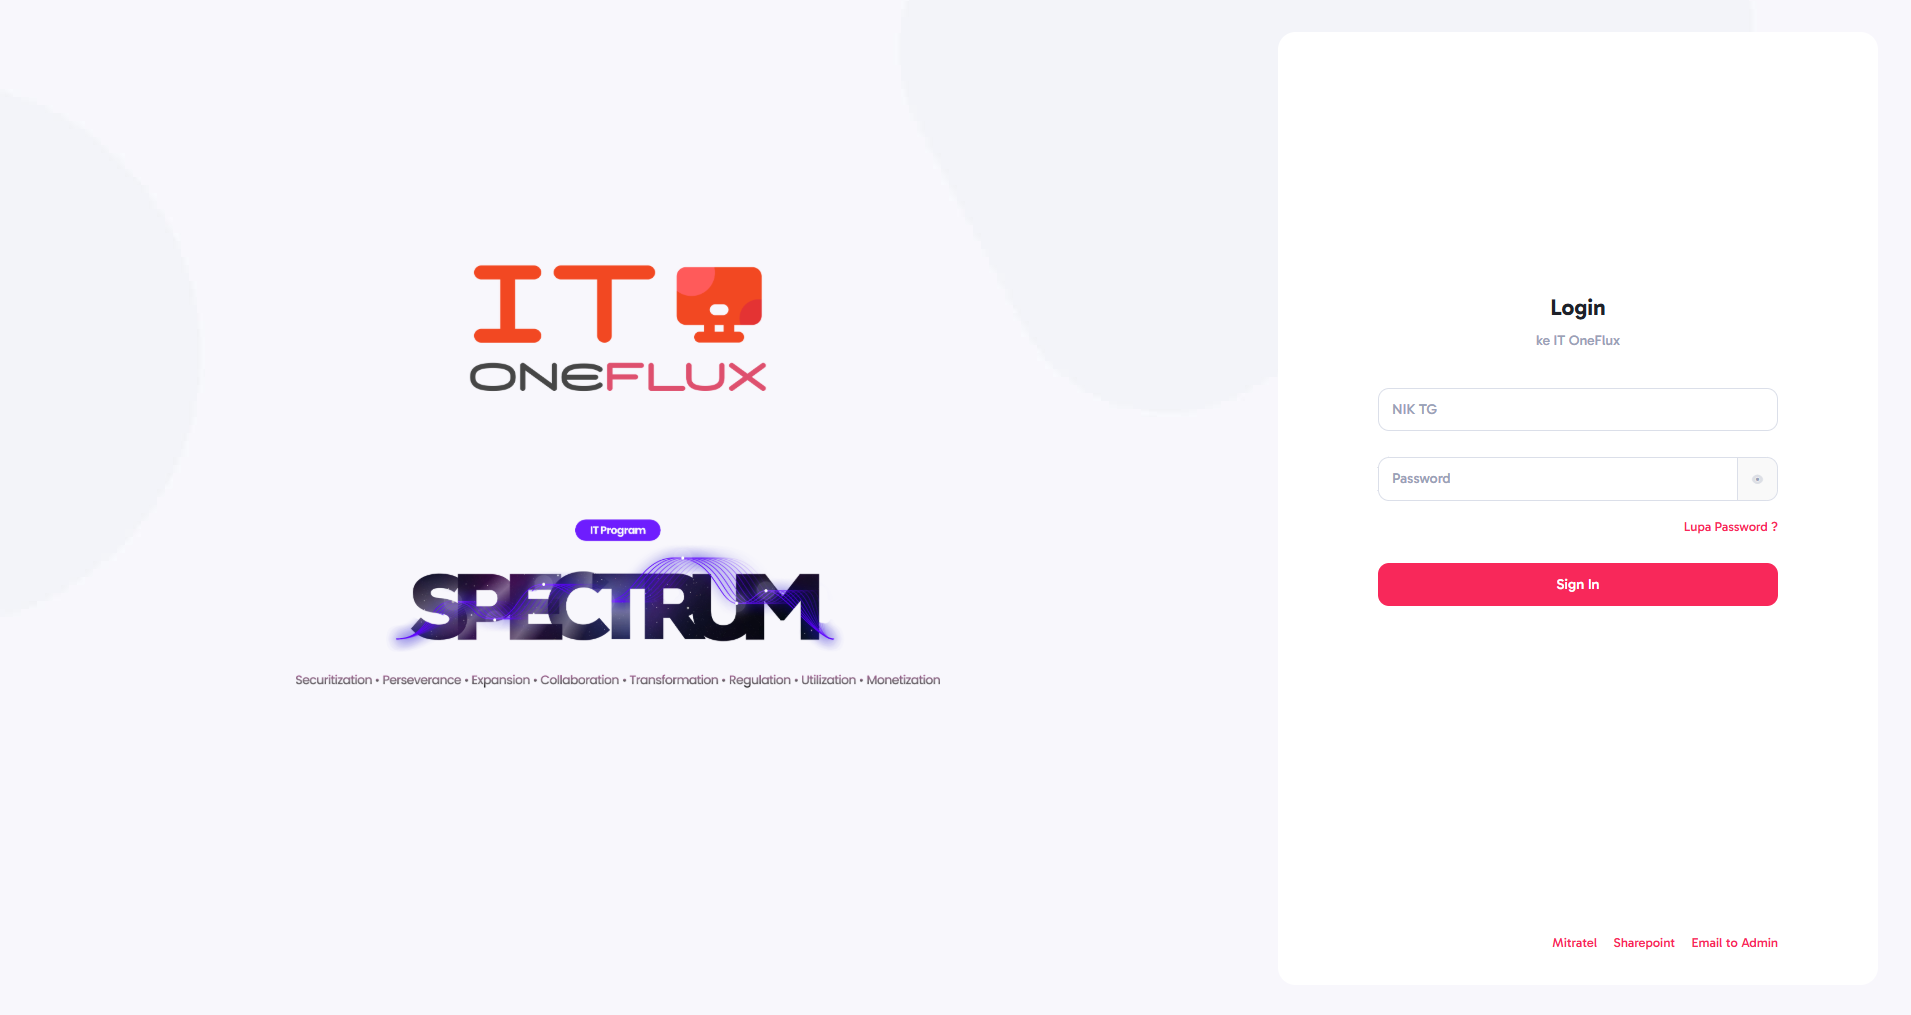 IT
ONEFLUX
IT Program
SPECTRUM
Securitization • Perseverance • Expansion • Collaboration • Transformation • Regulation • Utilization • Monetization
Login
ke IT OneFlux
NIK TG
Password
Lupa Password ?
Sign In
Mitratel Sharepoint Email to Admin